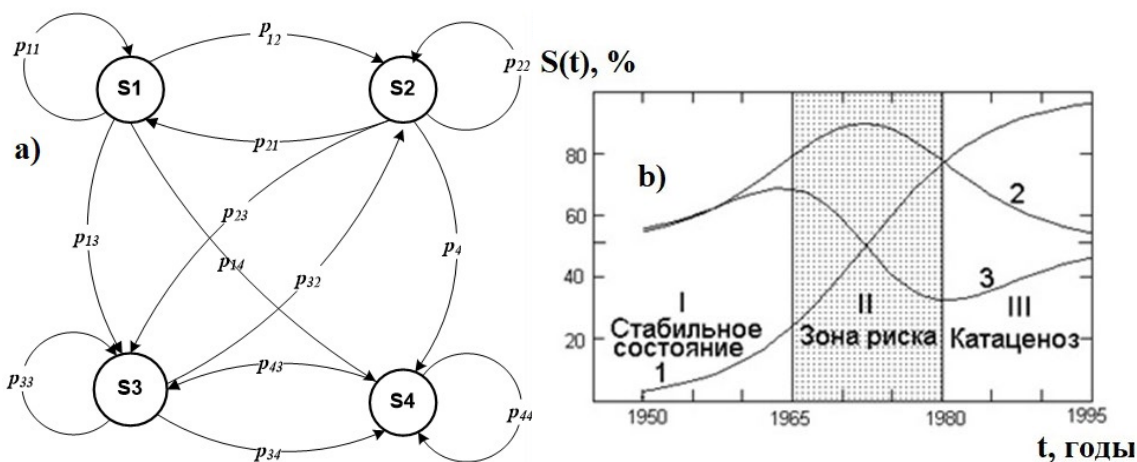 a)
p11
p12
p22
S1
S2
p21
p13
p23
p14
p32
p4
p33
S3
p43
S4
p34
p44
S(t), %
b)
80
60
40
20
2
3
1
I
Стабильное
состояние
II
Зона риска
III
Катаценоз
1950
1965
1980
1995
t, годы